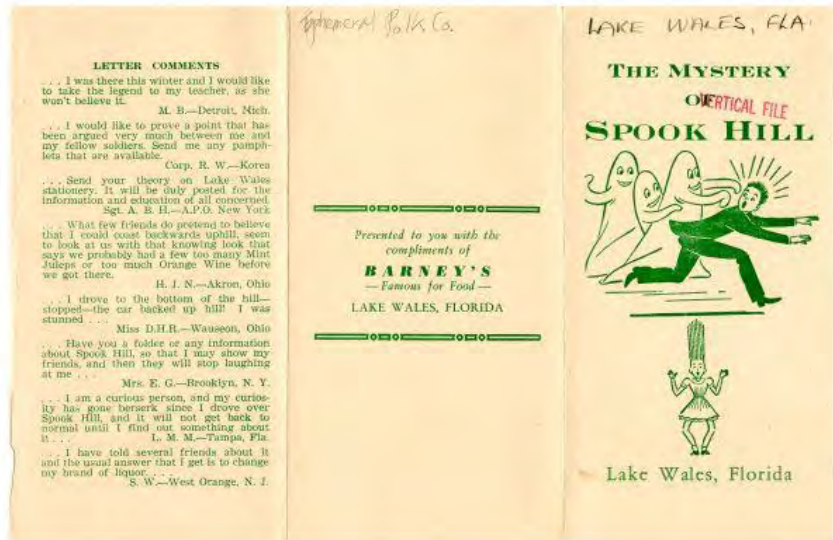 LETTER COMMENTS
. . . I was there this winter and I would like
to take the legend to my teacher, as she
won't believe it.
M. B.—Detroit, Mich.
. . . I would like to prove a point that has
been argued very much between me and
my fellow soldiers. Send me any pamph-
lets that are available.
Corp. R. W.—Korea
. . . Send your theory on Lake Wales
stationery. It will be duly posted for the
information and education of all concerned.
Sgt. A. B. H.—A.P.O. New York
. . . What few friends do pretend to believe
that I could coast backwards uphill, seem
to look at us with that knowing look that
says we probably had a few too many Mint
Juleps or too much Orange Wine before
we got there.
H. J. N.—Akron, Ohio
. . . I drove to the bottom of the hill—
stopped—the car backed up hill! I was
stunned . . .
Miss D.H.R.—Wauseon, Ohio
. . . Have you a folder or any information
about Spook Hill, so that I may show my
friends, and then they will stop laughing
at me . . .
Mrs. E. G.—Brooklyn, N. Y.
. . . I am a curious person, and my curios-
ity has gone berserk since I drove over
Spook Hill, and it will not get back to
normal until I find out something about
it . . . L. M. M.—Tampa, Fla.
. . . I have told several friends about it
and the usual answer that I get is to change
my brand of liquor. . . .
S. W.—West Orange, N. J.
Ephemeral Polk Co.
Presented to you with the
compliments of
BARNEY'S
— Famous for Food —
LAKE WALES, FLORIDA
LAKE WALES, FLA.
THE MYSTERY
OF
VERTICAL FILE
SPOOK HILL
Lake Wales, Florida